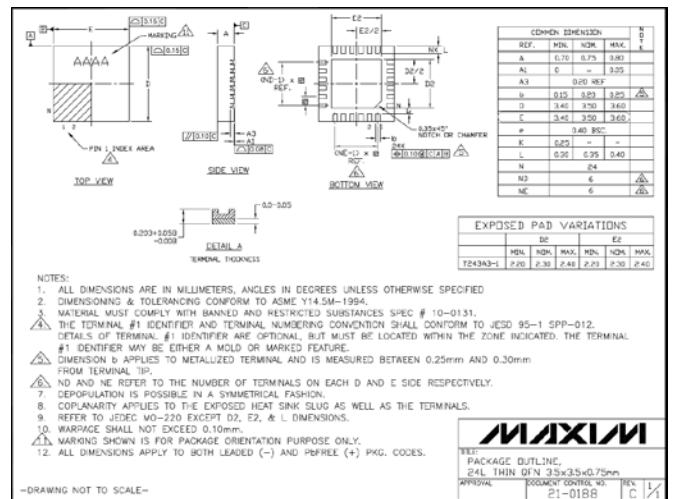 E
0.15 C
MARKING
AAAA
0.15 C
D
N
1 2
PIN 1 INDEX AREA
TOP VIEW
A
C
0.10 C
A3
A1
0.08 C
SIDE VIEW
E2
E2/2
L
D2/2
D2
(ND-1) x e
REF.
0.35x45°
NOTCH OR CHAMFER
b
24X
0.10 M C A B
(NE-1) x e
REF.
BOTTOM VIEW
COMMON DIMENSION
NOTE
REF. MIN. NOM. MAX.
A 0.70 0.75 0.80
A1 0 - 0.05
A3 0.20 REF
b 0.15 0.20 0.25
D 3.40 3.50 3.60
E 3.40 3.50 3.60
e 0.40 BSC.
K 0.25 - -
L 0.30 0.35 0.40
N 24
ND 6
NE 6
0.0-0.05
0.203+0.050
-0.008
DETAIL A
TERMINAL THICKNESS
EXPOSED PAD VARIATIONS
D2 E2
MIN. NOM. MAX. MIN. NOM. MAX.
T243A3-1 2.20 2.30 2.40 2.20 2.30 2.40
NOTES:
1. ALL DIMENSIONS ARE IN MILLIMETERS, ANGLES IN DEGREES UNLESS OTHERWISE SPECIFIED
2. DIMENSIONING & TOLERANCING CONFORM TO ASME Y14.5M-1994.
3. MATERIAL MUST COMPLY WITH BANNED AND RESTRICTED SUBSTANCES SPEC # 10-0131.
4. THE TERMINAL #1 IDENTIFIER AND TERMINAL NUMBERING CONVENTION SHALL CONFORM TO JESD 95-1 SPP-012.
DETAILS OF TERMINAL #1 IDENTIFIER ARE OPTIONAL, BUT MUST BE LOCATED WITHIN THE ZONE INDICATED. THE TERMINAL
#1 IDENTIFIER MAY BE EITHER A MOLD OR MARKED FEATURE.
5. DIMENSION b APPLIES TO METALLIZED TERMINAL AND IS MEASURED BETWEEN 0.25mm AND 0.30mm
FROM TERMINAL TIP.
6. ND AND NE REFER TO THE NUMBER OF TERMINALS ON EACH D AND E SIDE RESPECTIVELY.
7. DEPOPULATION IS POSSIBLE IN A SYMMETRICAL FASHION.
8. COPLANARITY APPLIES TO THE EXPOSED HEAT SINK SLUG AS WELL AS THE TERMINALS.
9. REFER TO JEDEC MO-220 EXCEPT D2, E2, & L DIMENSIONS.
10. WARPAGE SHALL NOT EXCEED 0.10mm.
11. MARKING SHOWN IS FOR PACKAGE ORIENTATION PURPOSE ONLY.
12. ALL DIMENSIONS APPLY TO BOTH LEADED (-) AND PbFREE (+) PKG. CODES.
-DRAWING NOT TO SCALE-
MAXIM
TITLE:
PACKAGE OUTLINE,
24L THIN QFN 3.5x3.5x0.75mm
APPROVAL
DOCUMENT CONTROL NO.
21-0188
REV.
C
1/1